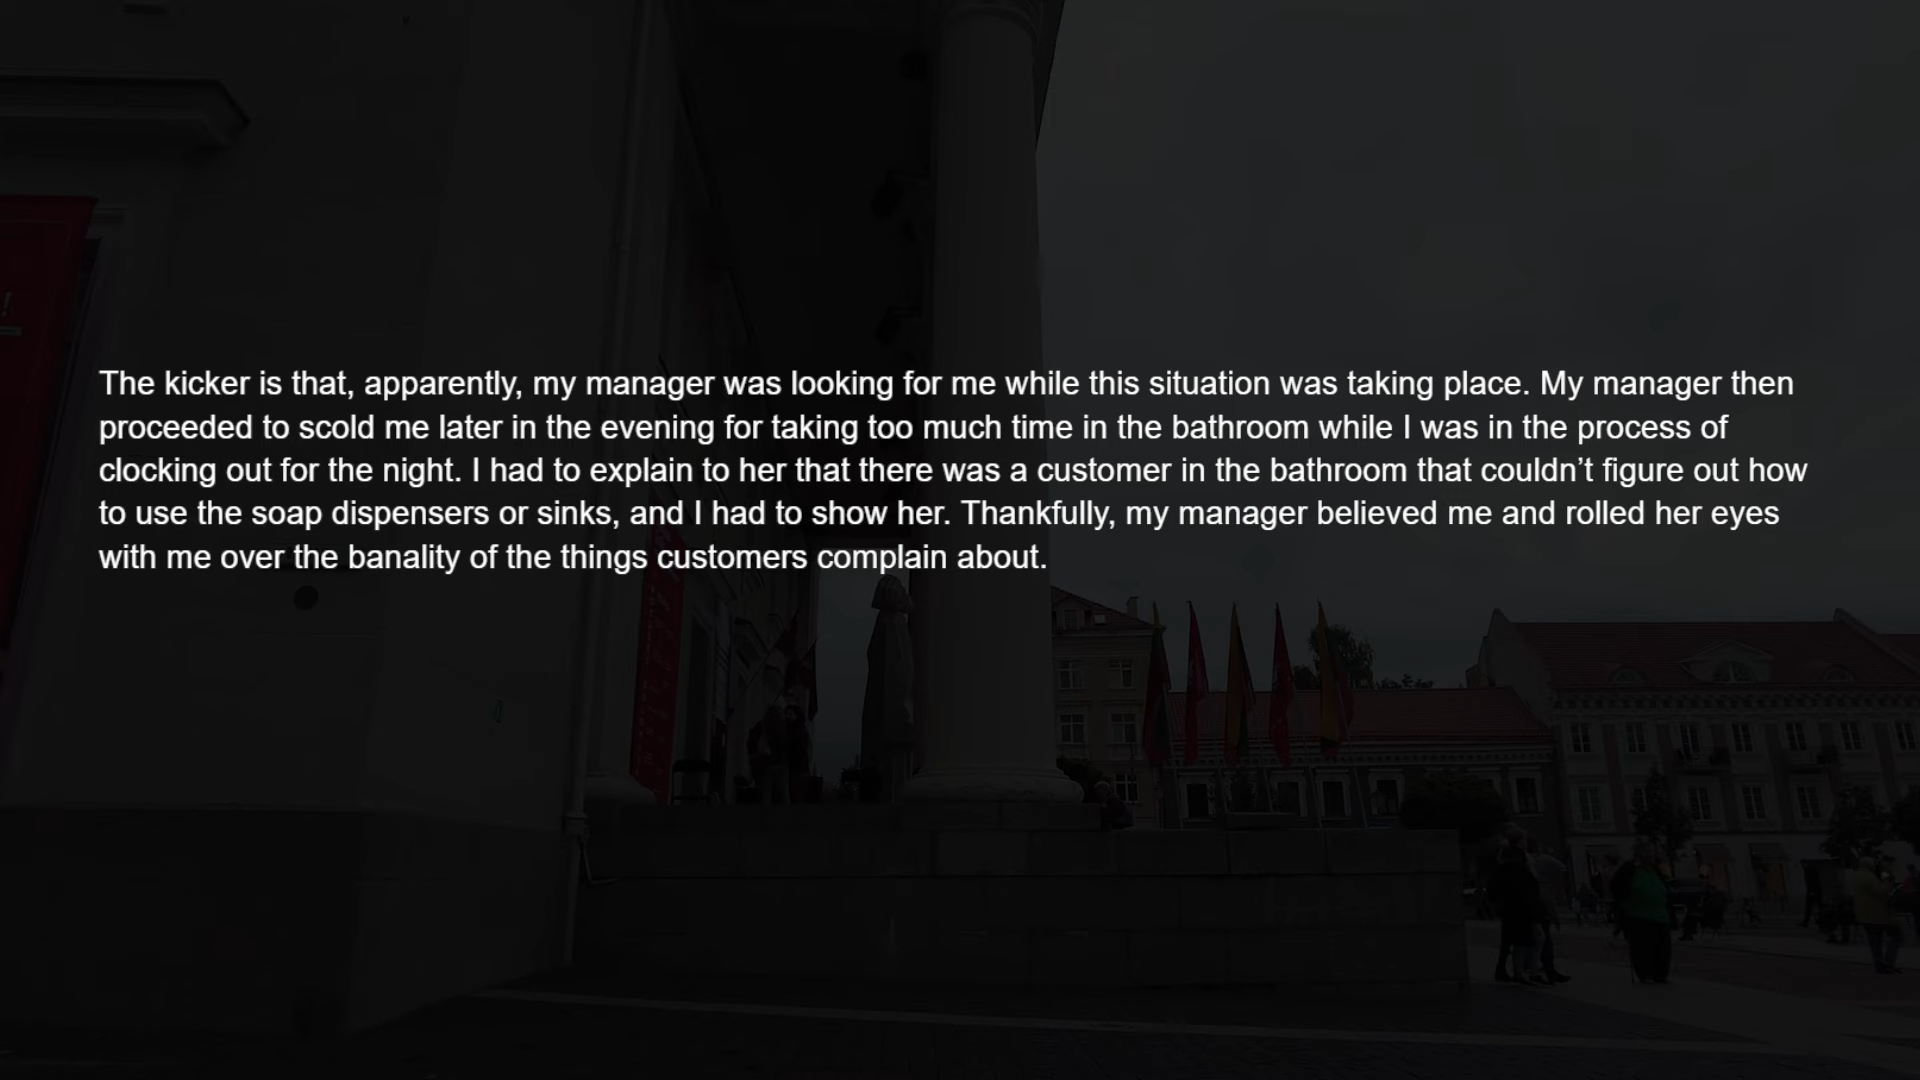 The kicker is that, apparently, my manager was looking for me while this situation was taking place. My manager then
proceeded to scold me later in the evening for taking too much time in the bathroom while I was in the process of
clocking out for the night. I had to explain to her that there was a customer in the bathroom that couldn’t figure out how
to use the soap dispensers or sinks, and I had to show her. Thankfully, my manager believed me and rolled her eyes
with me over the banality of the things customers complain about.